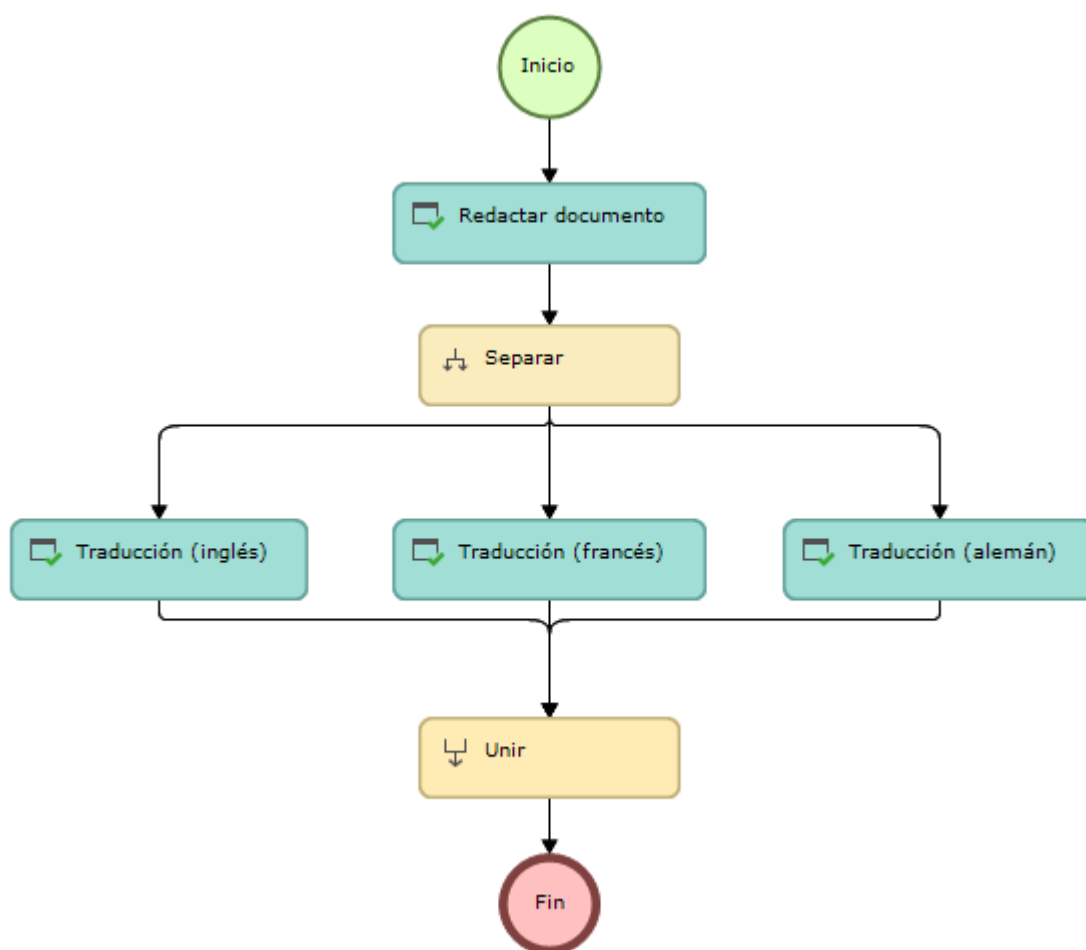 Inicio
Redactar documento
Separar
Traducción (inglés)
Traducción (francés)
Traducción (alemán)
Unir
Fin